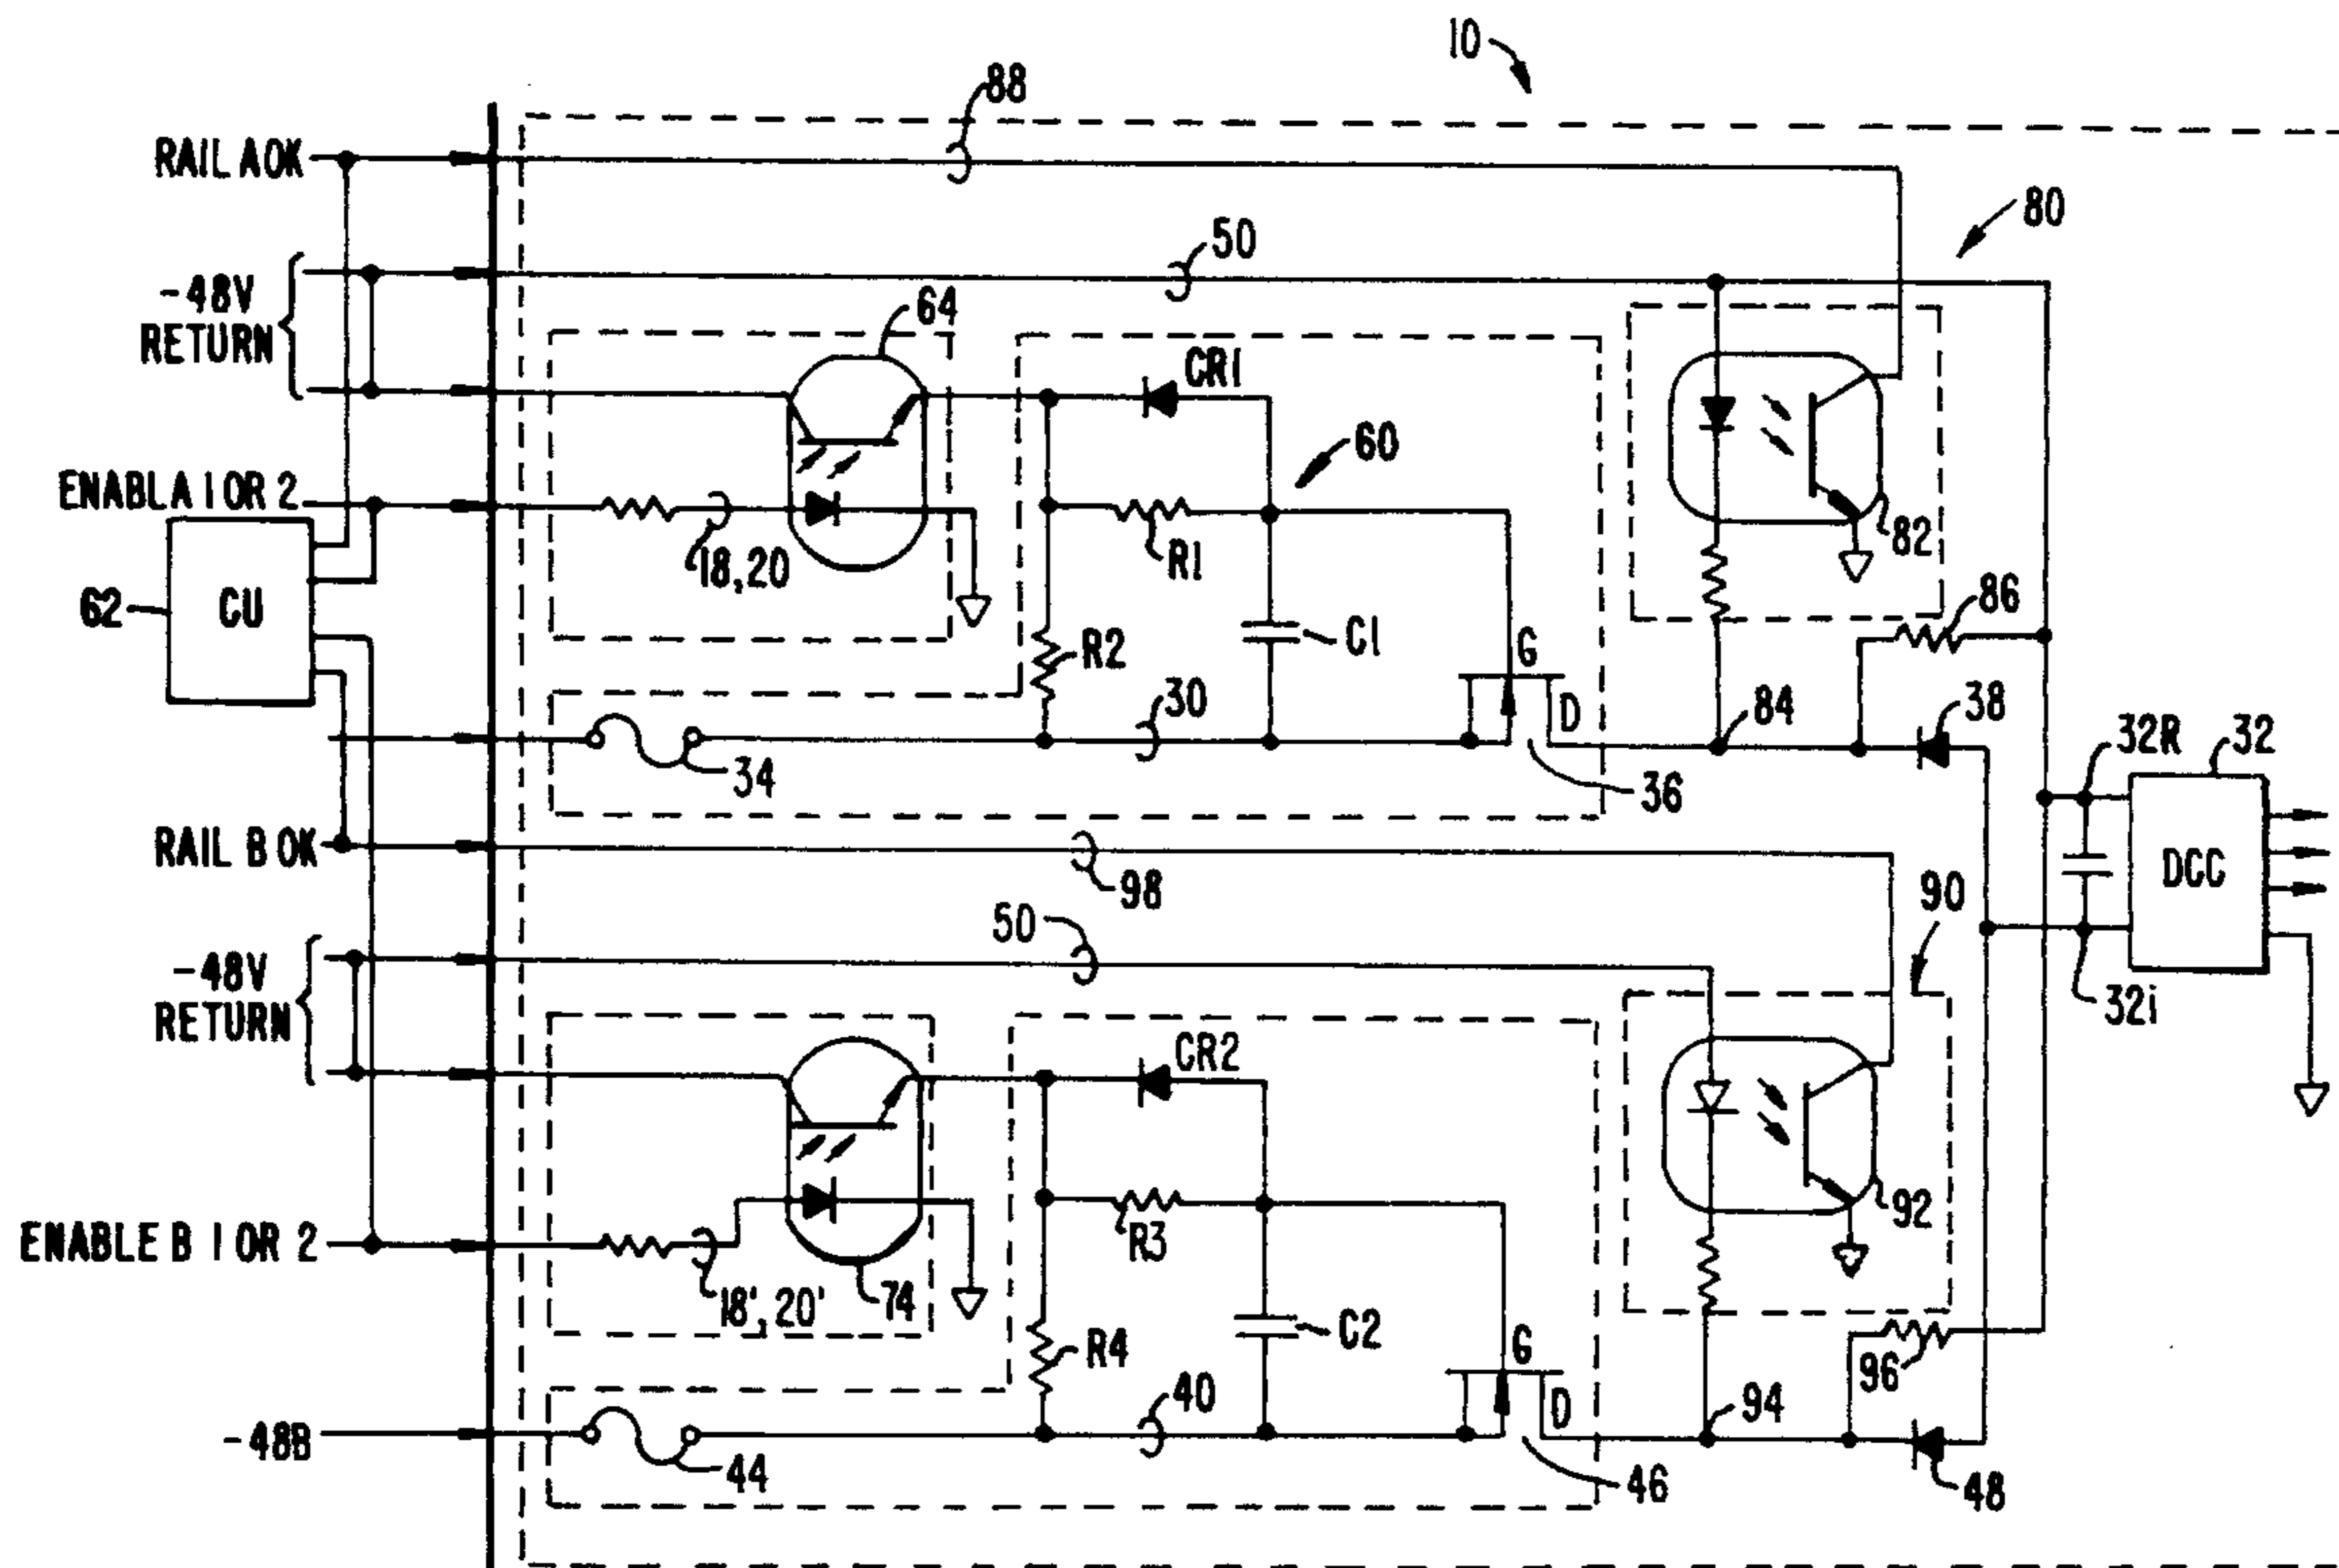 10
88
RAIL A OK
80
50
-48V
RETURN
64
CR1
60
ENABL A 1 OR 2
18,20
R1
82
86
62
CU
R2
C1
G
30
D
84
38
32R
32
34
36
RAIL B OK
98
DCC
90
50
-48V
RETURN
32i
CR2
92
ENABLE B 1 OR 2
R3
18',20'
74
R4
C2
G
96
40
D
94
-48B
44
46
48